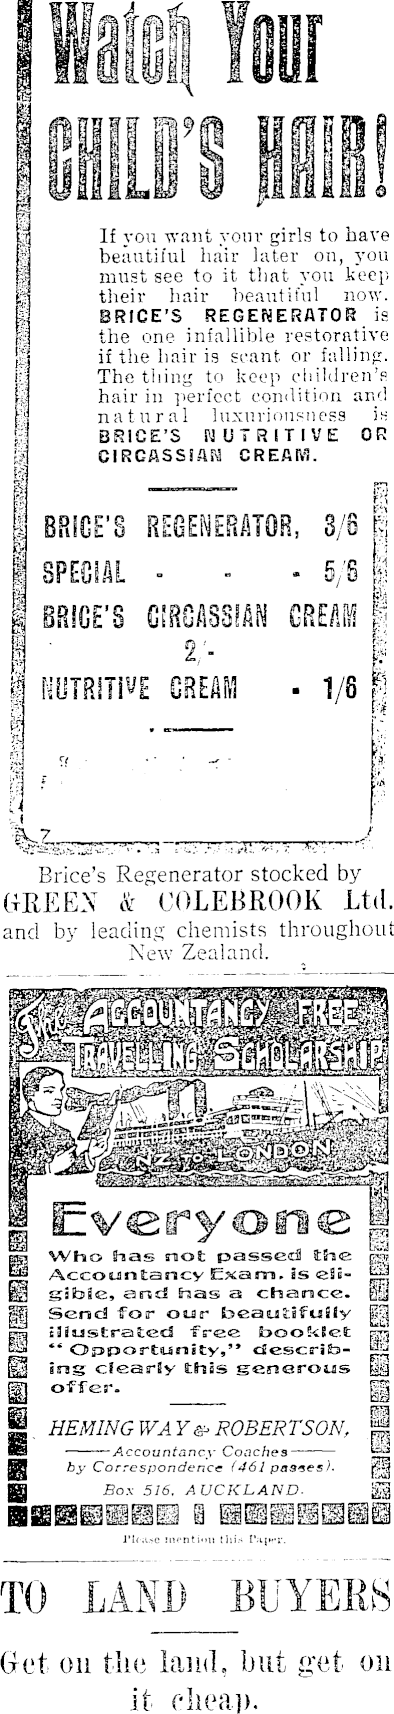 Watch Your
CHILD'S HAIR!
If you want your girls to have
beautiful hair later on, you
must see to it that you keep
their hair beautiful now.
BRICE'S REGENERATOR is
the one infallible restorative
if the hair is scant or falling.
The thing to keep children's
hair in perfect condition and
natural luxuriousness is
BRICE'S NUTRITIVE OR
CIRCASSIAN CREAM.
BRICE'S REGENERATOR, 3/6
SPECIAL - - - 5/6
BRICE'S CIRCASSIAN CREAM
2/-
NUTRITIVE CREAM - 1/6
Brice's Regenerator stocked by
GREEN & COLEBROOK Ltd.
and by leading chemists throughout
New Zealand.
The ACCOUNTANCY FREE
TRAVELLING SCHOLARSHIP
NZ TO LONDON
Everyone
Who has not passed the
Accountancy Exam. is eli-
gible, and has a chance.
Send for our beautifully
illustrated free booklet
"Opportunity," describ-
ing clearly this generous
offer.
HEMINGWAY & ROBERTSON,
Accountancy Coaches
by Correspondence (461 passes).
Box 516, AUCKLAND.
Please mention this Paper.
TO LAND BUYERS
Get on the land, but get on
it cheap.